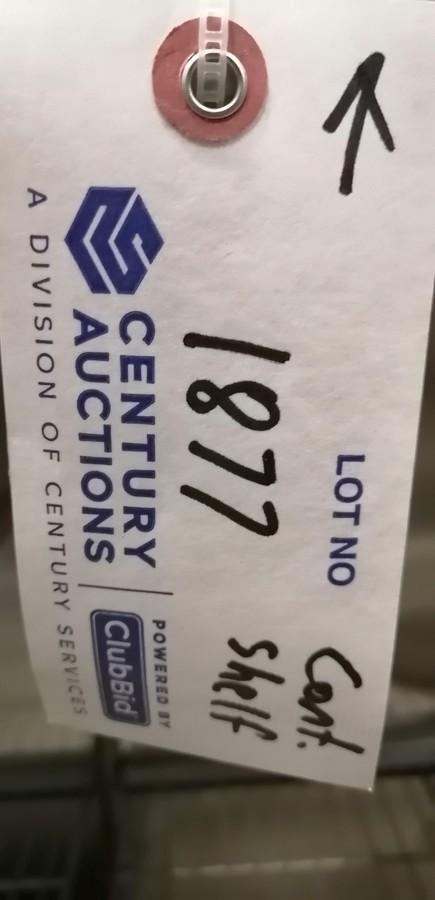 LOT NO
Cont.
1877
Shelf
CENTURY
AUCTIONS
POWERED BY
ClubBid
A DIVISION OF CENTURY SERVICES